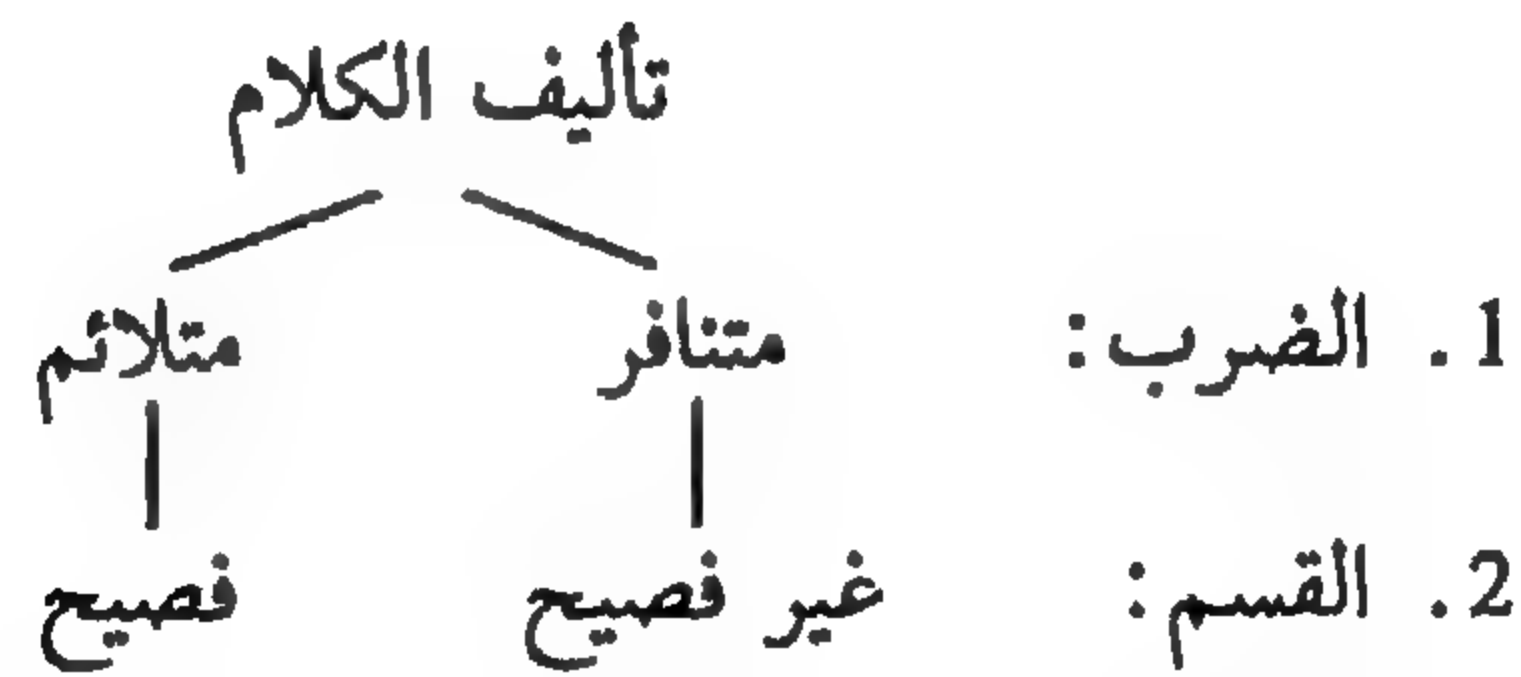 تأليف الكلام
1. الضرب: متنافر متلائم
2. القسم: غير فصيح فصيح